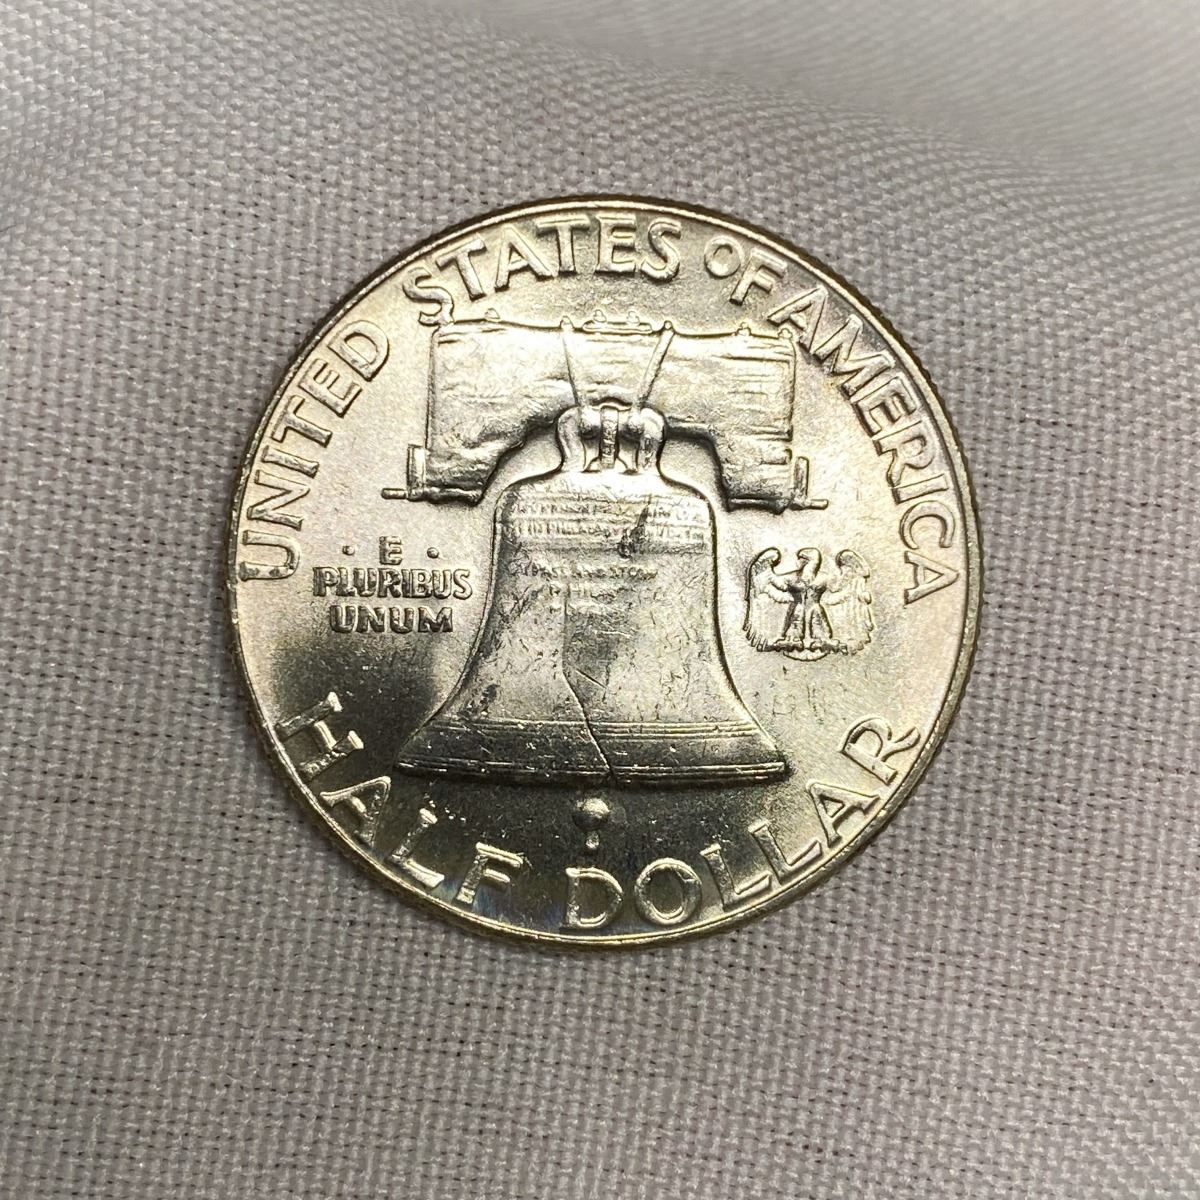 UNITED STATES OF AMERICA
· E ·
PLURIBUS
UNUM
HALF DOLLAR